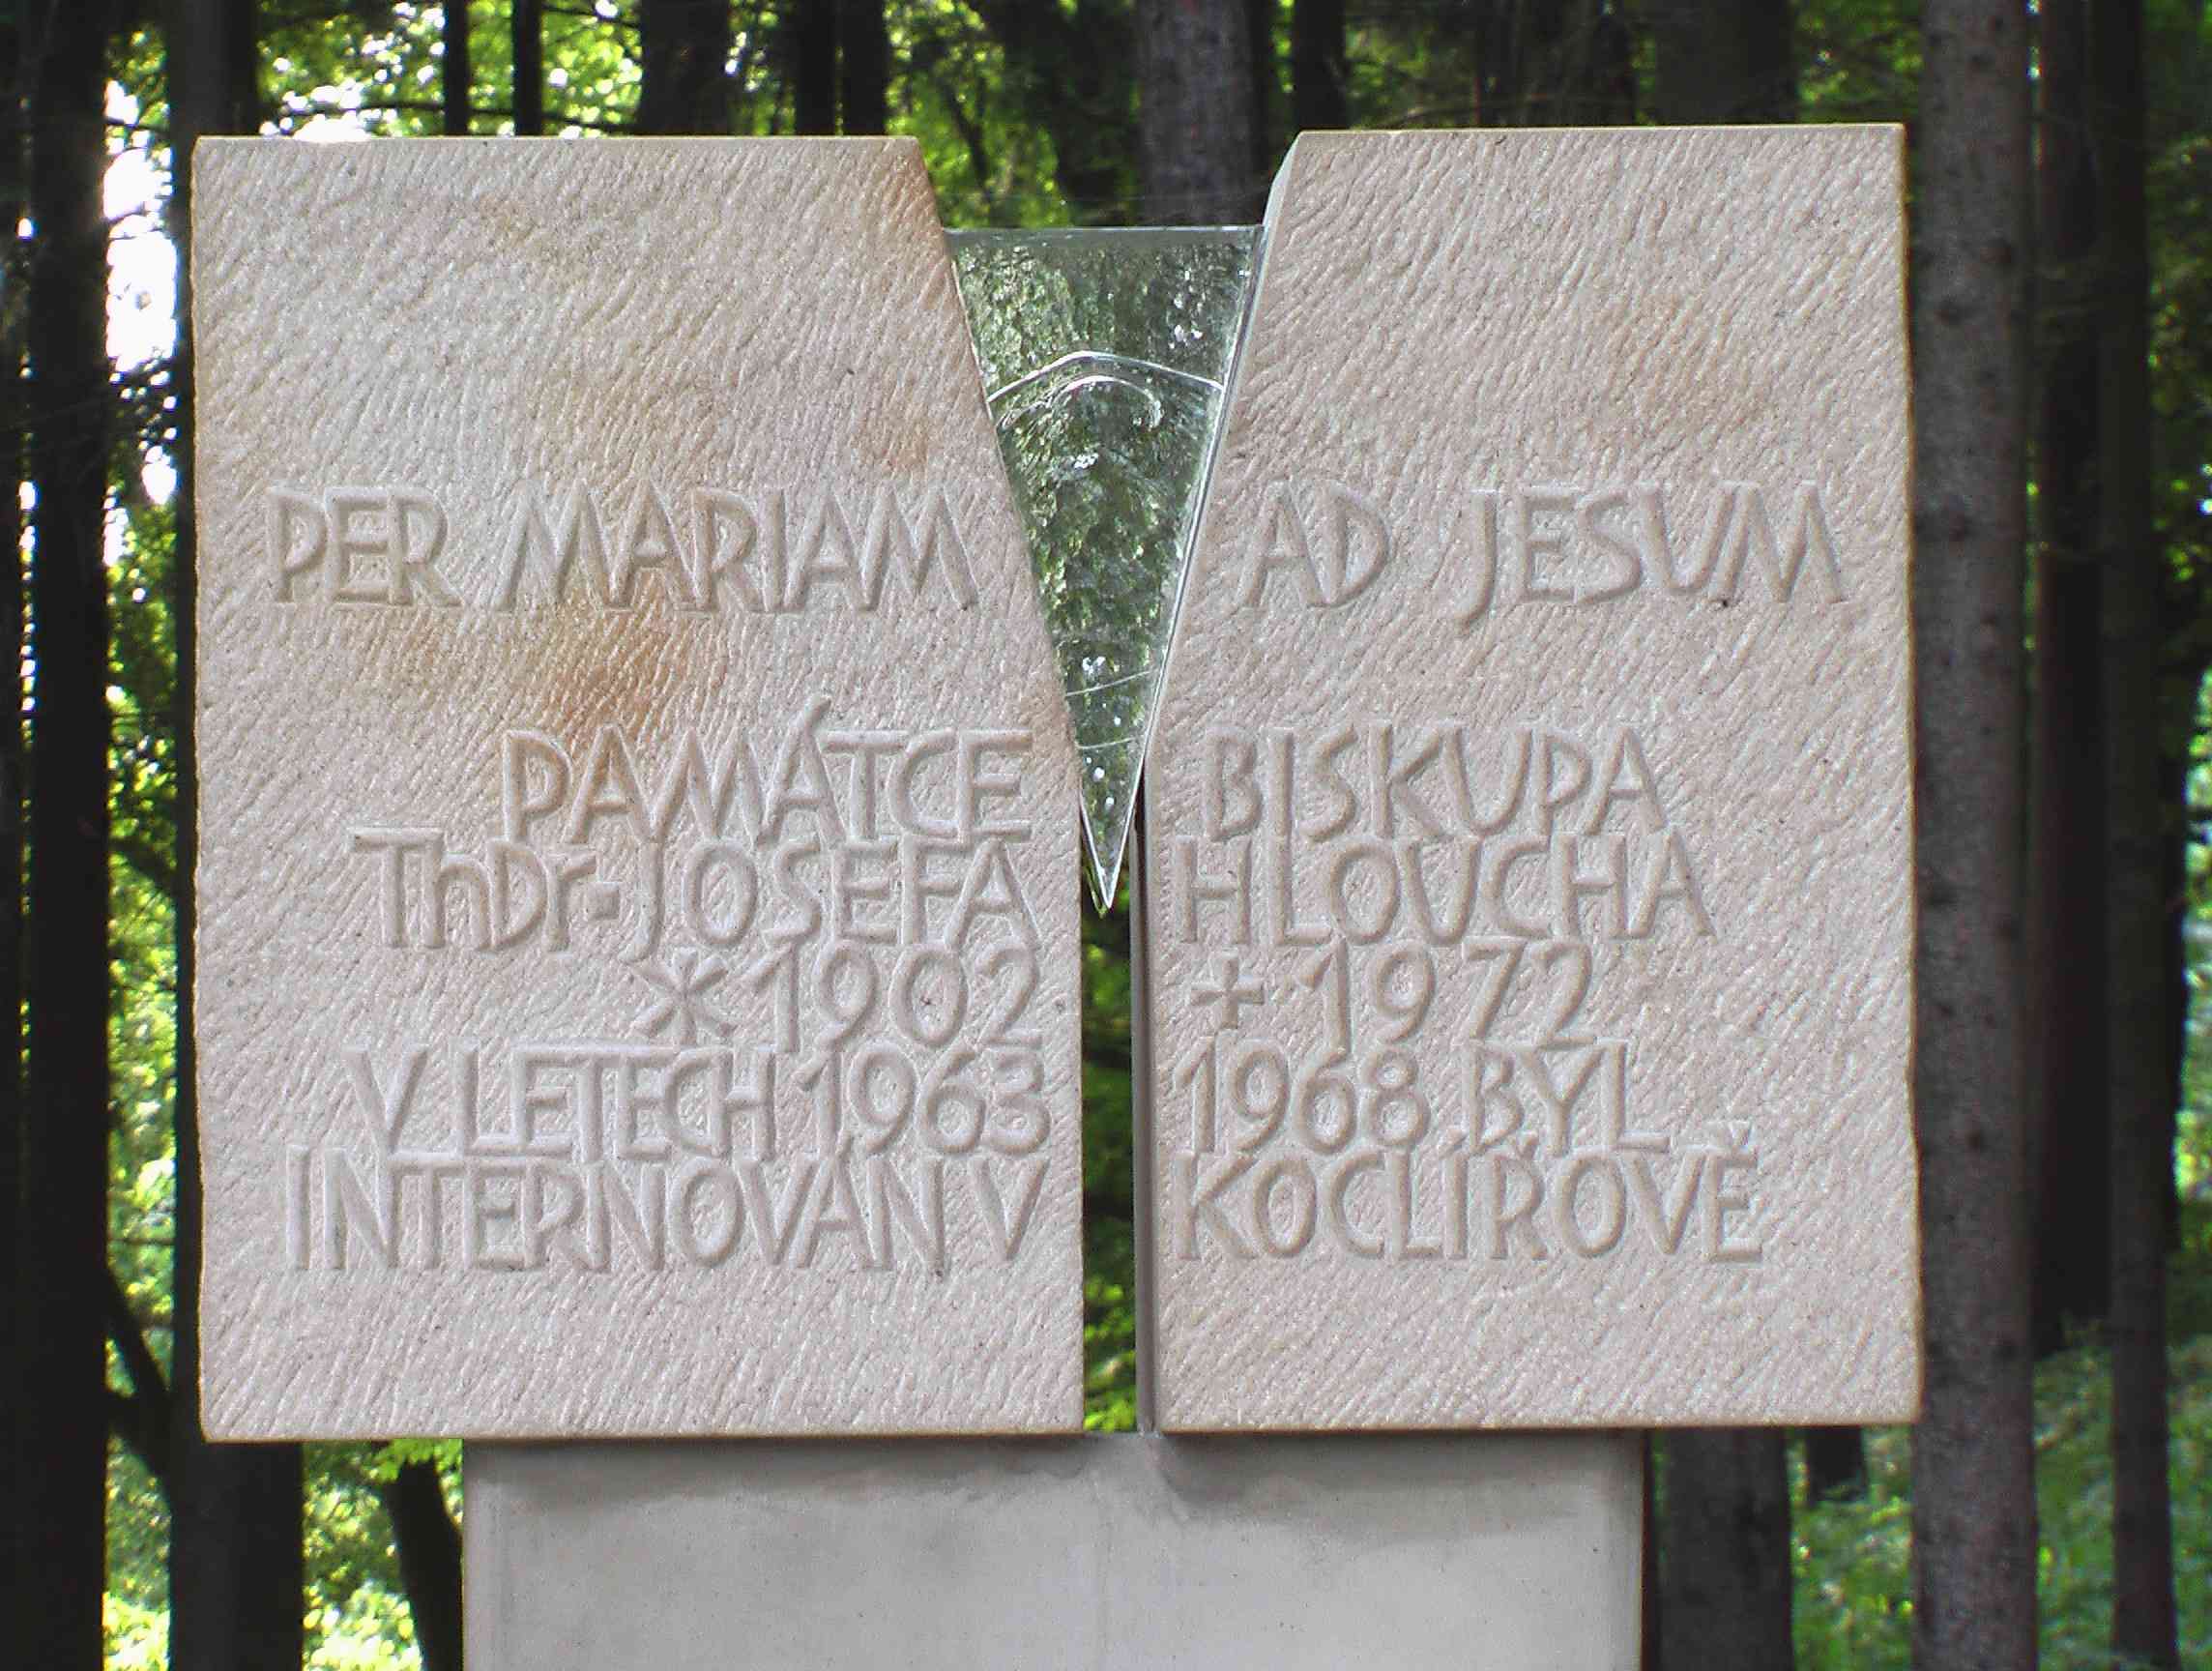 PER MARIAM AD JESUM
PAMÁTCE BISKUPA
ThDr. JOSEFA HLOUCHA
* 1902 + 1972
V LETECH 1963 1968 BYL
INTERNOVÁN V KOCLÍŘOVĚ